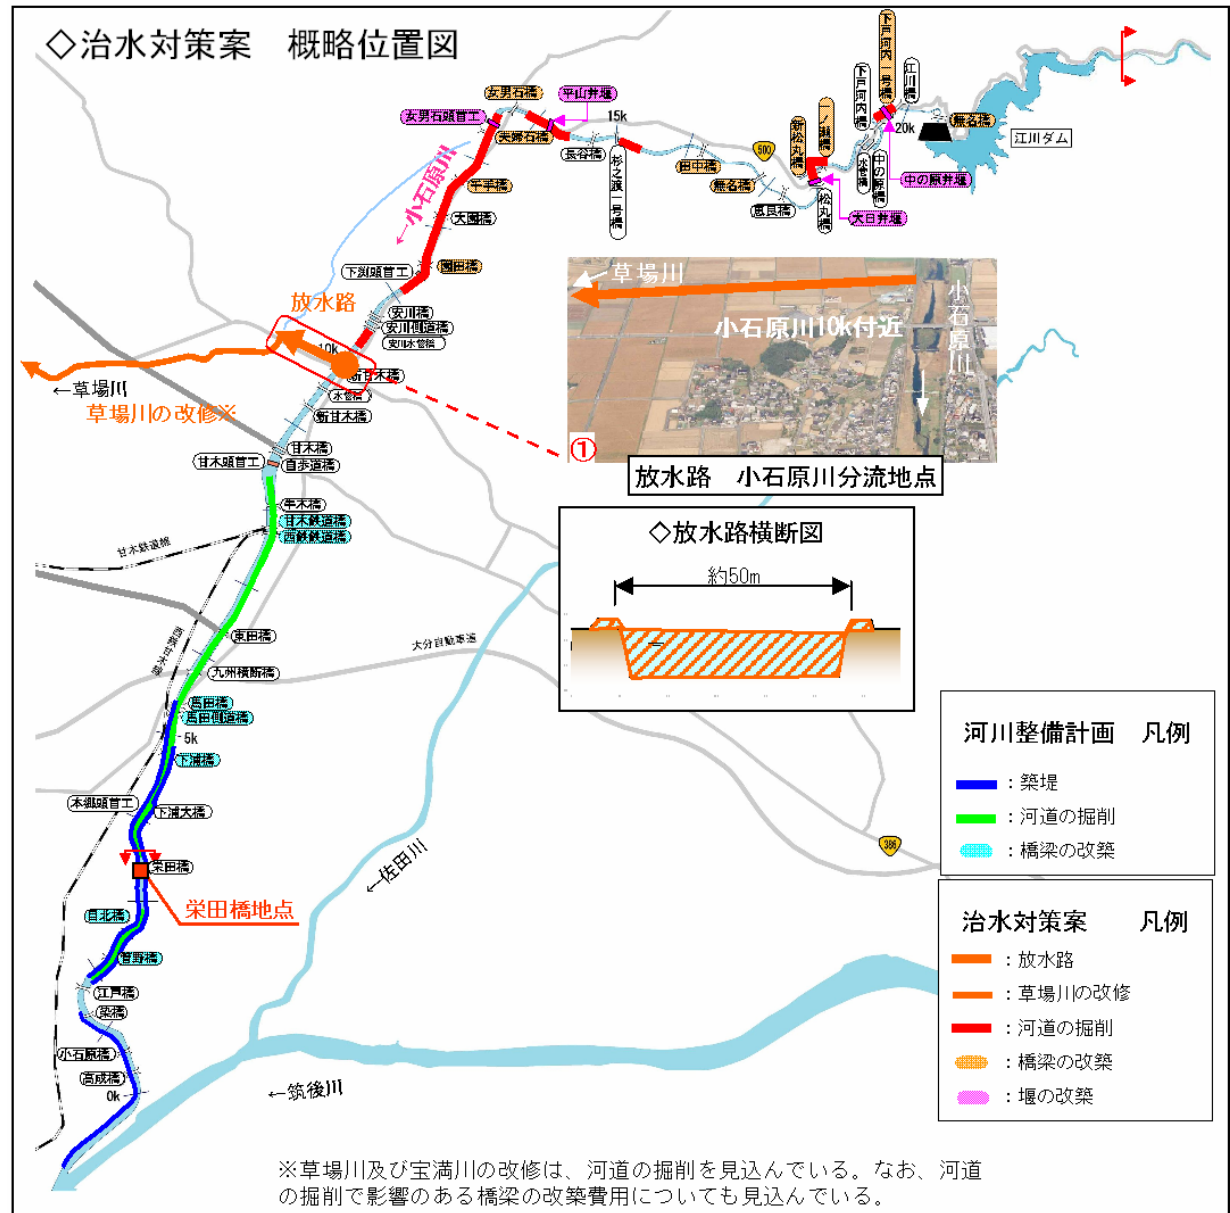 ◇治水対策案 概略位置図
女男石橋
平山井堰
女男石頭首工
夫婦石橋
15k
長谷橋
杉之渡一号橋
田中橋
無名橋
500
恵良橋
新松丸橋
一ノ瀬橋
松丸橋
大日井堰
下戸河内橋
下戸河内一号橋
江川橋
20k
無名橋
江川ダム
水管橋
中の原橋
中の原井堰
←小石原川
千手橋
大園橋
園田橋
下渕頭首工
安川橋
安川側道橋
安川水管橋
放水路
10k
新甘木橋
水管橋
新甘木橋
←草場川
草場川の改修※
甘木橋
甘木頭首工
自歩道橋
①
草場川
小石原川10k付近
小石原川
放水路 小石原川分流地点
◇放水路横断図
約50m
甘木鉄道橋
西鉄鉄道橋
甘木鉄道線
西鉄甘木線
東田橋
大分自動車道
九州横断橋
馬田橋
馬田側道橋
5k
下浦橋
本郷頭首工
下浦大橋
栄田橋
栄田橋地点
自北橋
菅野橋
江戸橋
染橋
小石原橋
高成橋
0k
←佐田川
←筑後川
386
河川整備計画 凡例
：築堤
：河道の掘削
：橋梁の改築
治水対策案 凡例
：放水路
：草場川の改修
：河道の掘削
：橋梁の改築
：堰の改築
※草場川及び宝満川の改修は、河道の掘削を見込んでいる。なお、河道
の掘削で影響のある橋梁の改築費用についても見込んでいる。